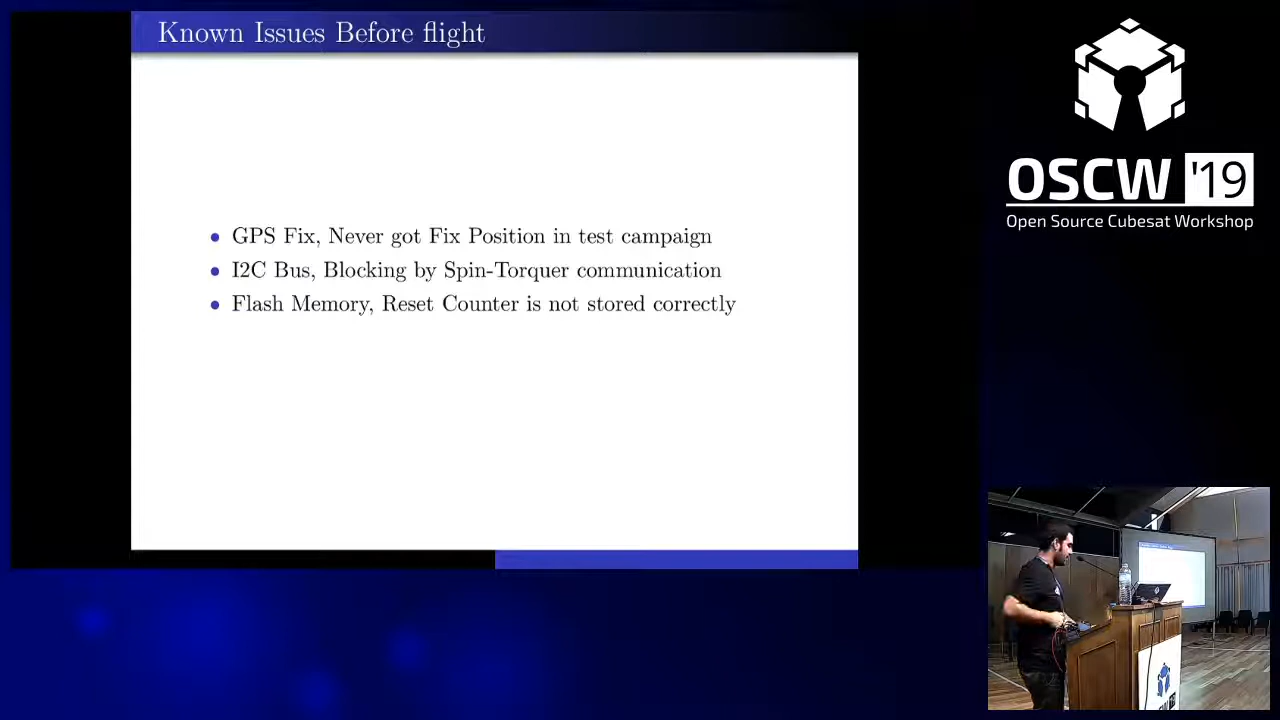 Known Issues Before flight
GPS Fix, Never got Fix Position in test campaign
I2C Bus, Blocking by Spin-Torquer communication
Flash Memory, Reset Counter is not stored correctly
OSCW '19
Open Source Cubesat Workshop